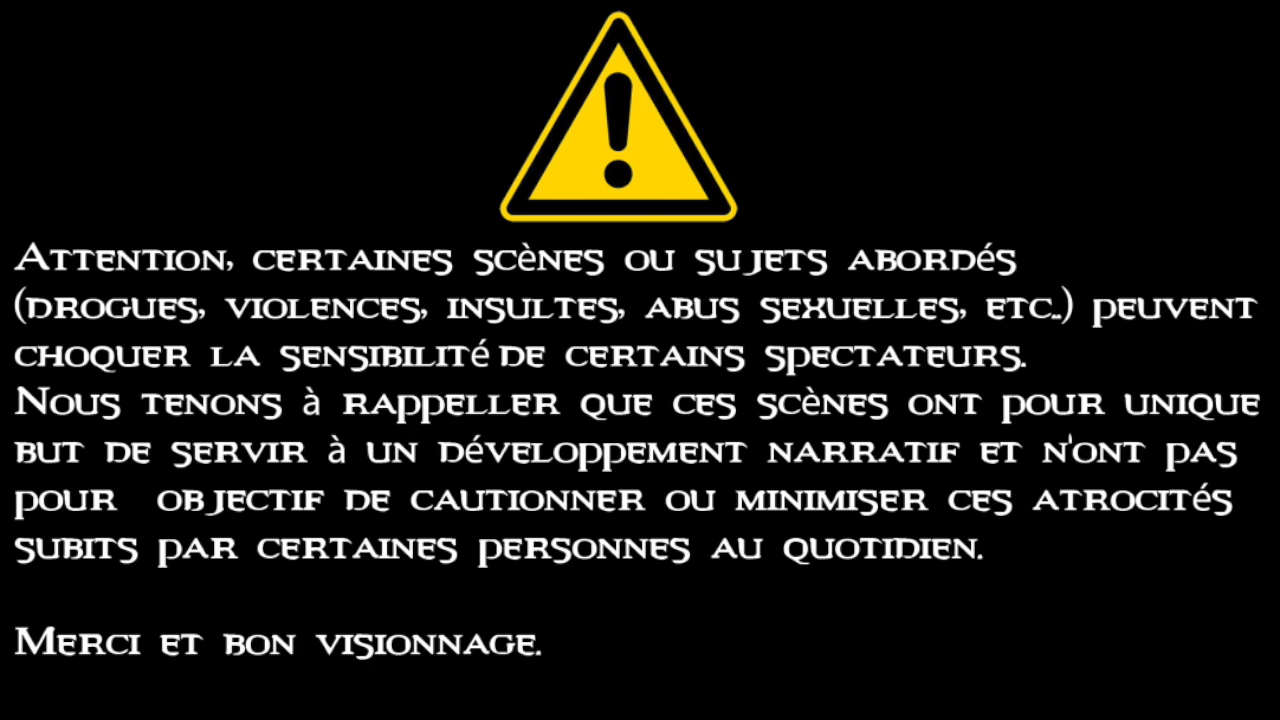 Attention, certaines scènes ou sujets abordés
(drogues, violences, insultes, abus sexuelles, etc..) peuvent
choquer la sensibilité de certains spectateurs.
Nous tenons à rappeller que ces scènes ont pour unique
but de servir à un développement narratif et n'ont pas
pour objectif de cautionner ou minimiser ces atrocités
subits par certaines personnes au quotidien.
Merci et bon visionnage.